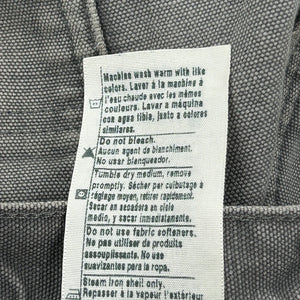 Machine wash warm with like
colors. Laver à la machine à
l'eau chaude avec les mêmes
couleurs. Lavar a máquina
con agua tibia, justo a colores
similares.
Do not bleach.
Aucun agent de blanchiment.
No usar blanqueador.
Tumble dry medium, remove
promptly. Sécher par culbutage à
réglage moyen, retirer rapidement.
Secar en secadora en ciclo
medio, y sacar inmediatamente.
Do not use fabric softeners.
Ne pas utiliser de produits
assouplissants. No use
suavizantes para la ropa.
Steam iron shell only.
Repasser à la vapeur l'extérieur